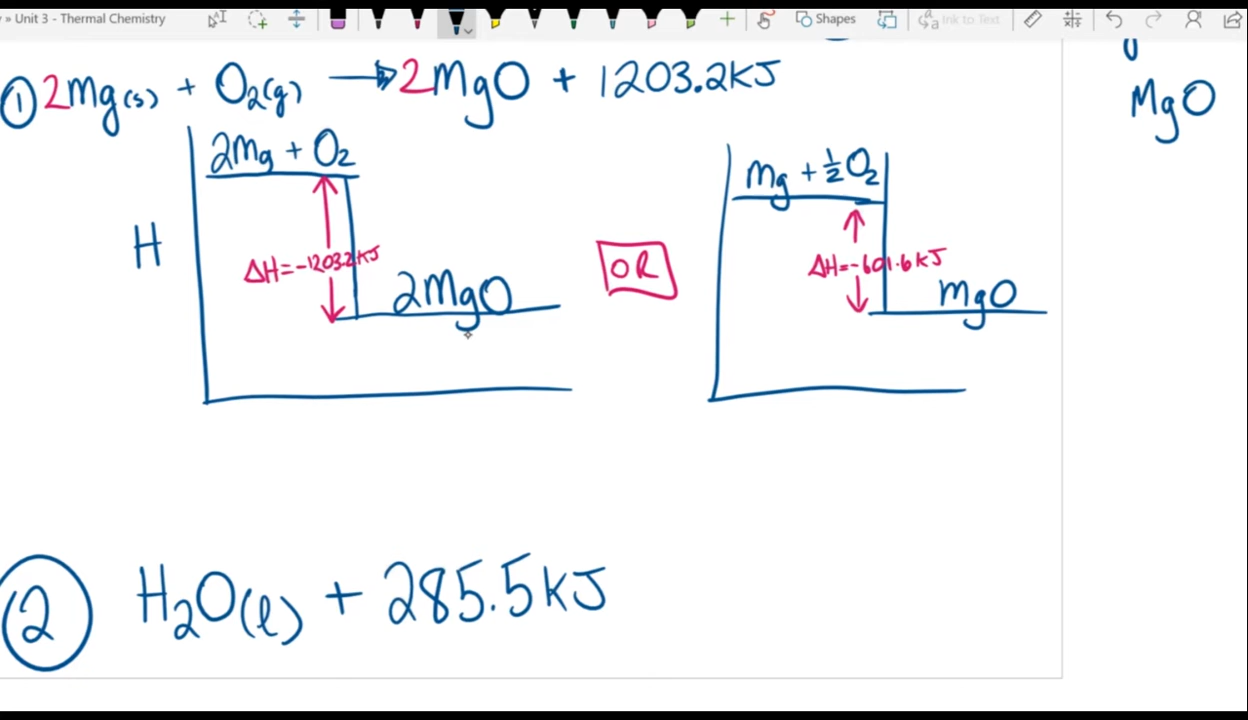 » Unit 3 - Thermal Chemistry
Shapes
Ink to Text
① 2Mg(s) + O₂(g) → 2MgO + 1203.2kJ
MgO
2Mg + O₂
Mg + ½O₂
H
ΔH=-1203.2kJ
2MgO
OR
ΔH=-601.6kJ
MgO
② H₂O(l) + 285.5kJ